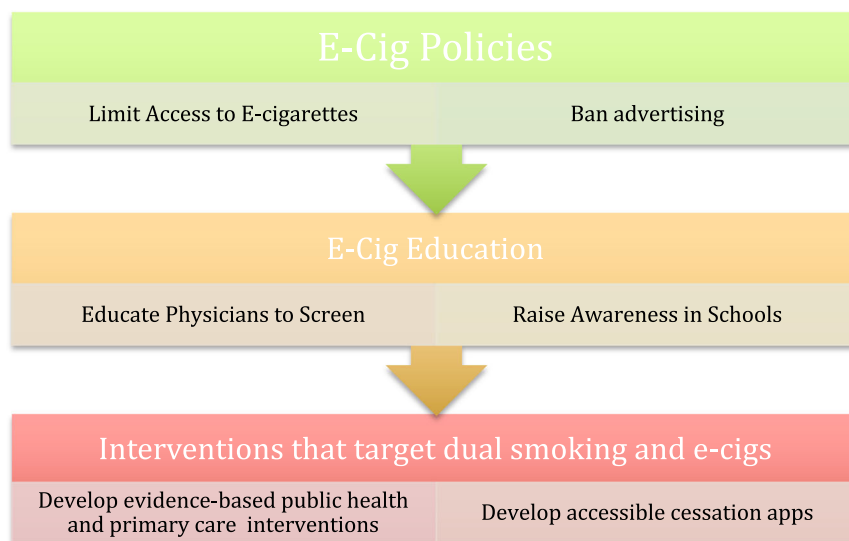 E-Cig Policies
Limit Access to E-cigarettes
Ban advertising
E-Cig Education
Educate Physicians to Screen
Raise Awareness in Schools
Interventions that target dual smoking and e-cigs
Develop evidence-based public health
and primary care interventions
Develop accessible cessation apps